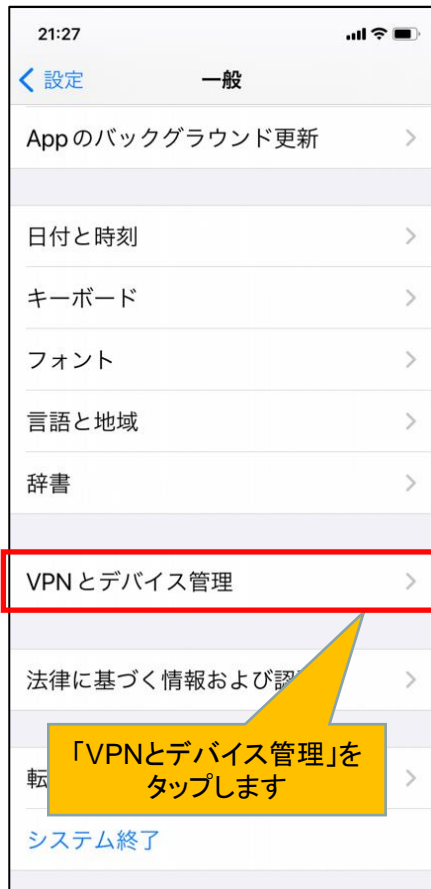 21:27
設定
一般
Appのバックグラウンド更新
日付と時刻
キーボード
フォント
言語と地域
辞書
VPNとデバイス管理
法律に基づく情報および認
「VPNとデバイス管理」を
タップします
転
システム終了